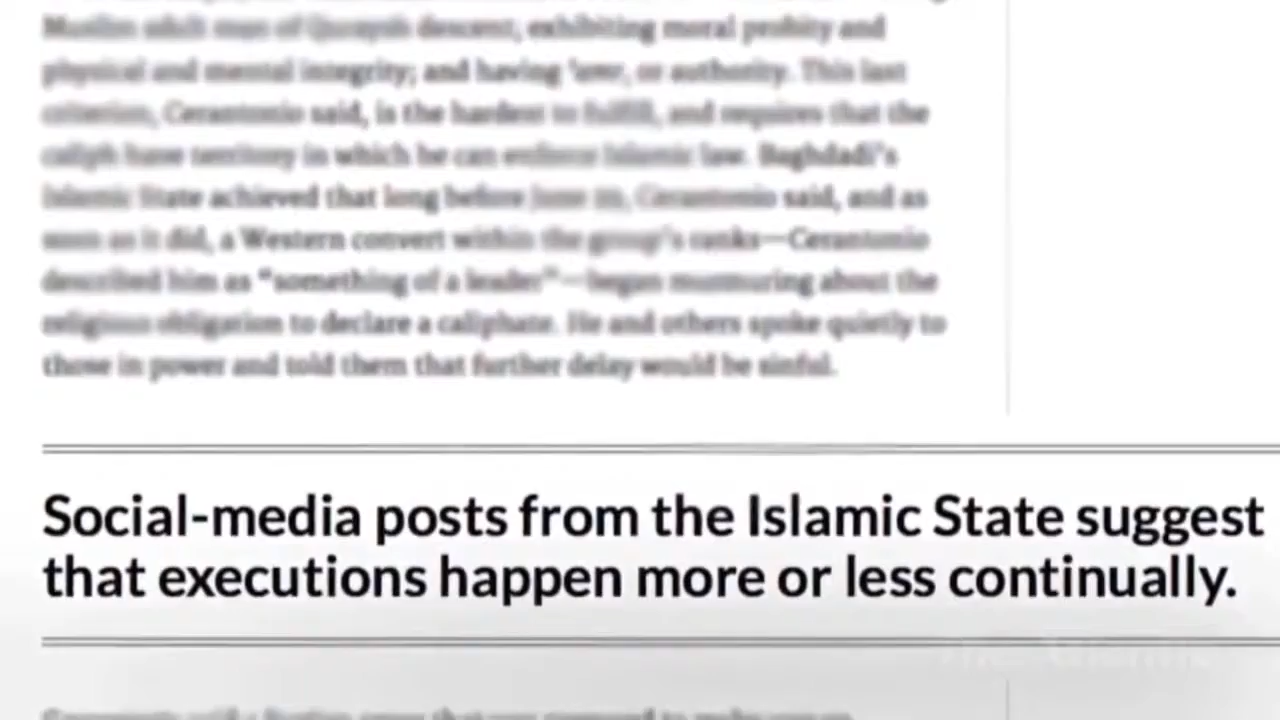 Muslim adult man of Quraysh descent, exhibiting moral probity and
physical and mental integrity; and having 'amr, or authority. This last
criterion, Cerantonio said, is the hardest to fulfill, and requires that the
caliph have territory in which he can enforce Islamic law. Baghdadi's
Islamic State achieved that long before June 29, Cerantonio said, and as
soon as it did, a Western convert within the group's ranks—Cerantonio
described him as "something of a leader"—began murmuring about the
religious obligation to declare a caliphate. He and others spoke quietly to
those in power and told them that further delay would be sinful.
Social-media posts from the Islamic State suggest
that executions happen more or less continually.